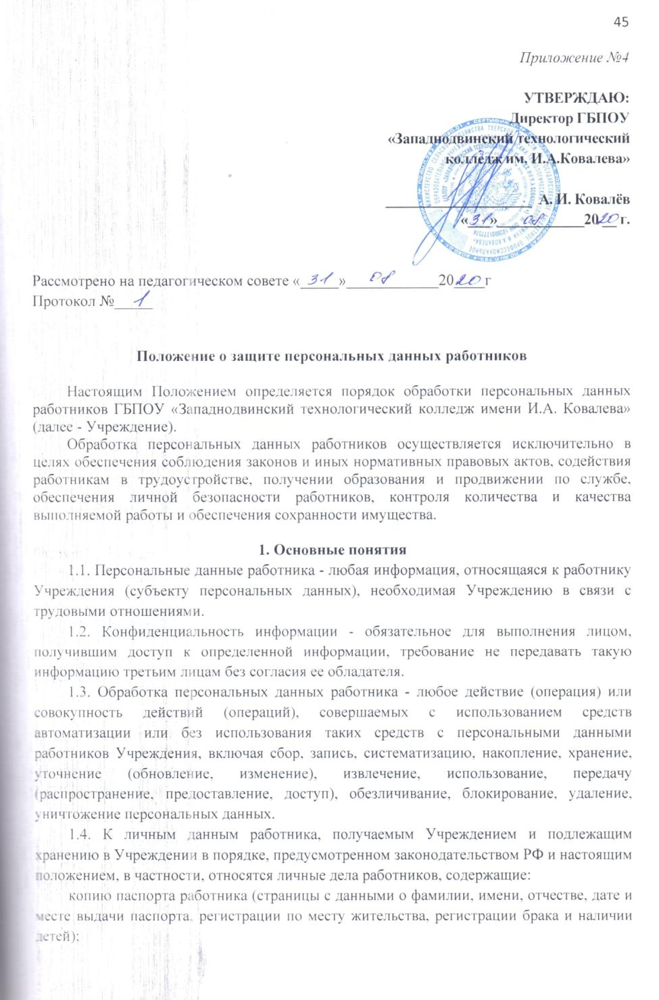 45
Приложение №4
УТВЕРЖДАЮ:
Директор ГБПОУ
«Западнодвинский технологический
колледж им. И.А.Ковалева»
____________________ А. И. Ковалёв
«_31_»____08____2020г.
Рассмотрено на педагогическом совете «_31_»___08_________2020г
Протокол №__1__
Положение о защите персональных данных работников
Настоящим Положением определяется порядок обработки персональных данных
работников ГБПОУ «Западнодвинский технологический колледж имени И.А. Ковалева»
(далее - Учреждение).
Обработка персональных данных работников осуществляется исключительно в
целях обеспечения соблюдения законов и иных нормативных правовых актов, содействия
работникам в трудоустройстве, получении образования и продвижении по службе,
обеспечения личной безопасности работников, контроля количества и качества
выполняемой работы и обеспечения сохранности имущества.
1. Основные понятия
1.1. Персональные данные работника - любая информация, относящаяся к работнику
Учреждения (субъекту персональных данных), необходимая Учреждению в связи с
трудовыми отношениями.
1.2. Конфиденциальность информации - обязательное для выполнения лицом,
получившим доступ к определенной информации, требование не передавать такую
информацию третьим лицам без согласия ее обладателя.
1.3. Обработка персональных данных работника - любое действие (операция) или
совокупность действий (операций), совершаемых с использованием средств
автоматизации или без использования таких средств с персональными данными
работников Учреждения, включая сбор, запись, систематизацию, накопление, хранение,
уточнение (обновление, изменение), извлечение, использование, передачу
(распространение, предоставление, доступ), обезличивание, блокирование, удаление,
уничтожение персональных данных.
1.4. К личным данным работника, получаемым Учреждением и подлежащим
хранению в Учреждении в порядке, предусмотренном законодательством РФ и настоящим
положением, в частности, относятся личные дела работников, содержащие:
копию паспорта работника (страницы с данными о фамилии, имени, отчестве, дате и
месте выдачи паспорта, регистрации по месту жительства, регистрации брака и наличии
детей);